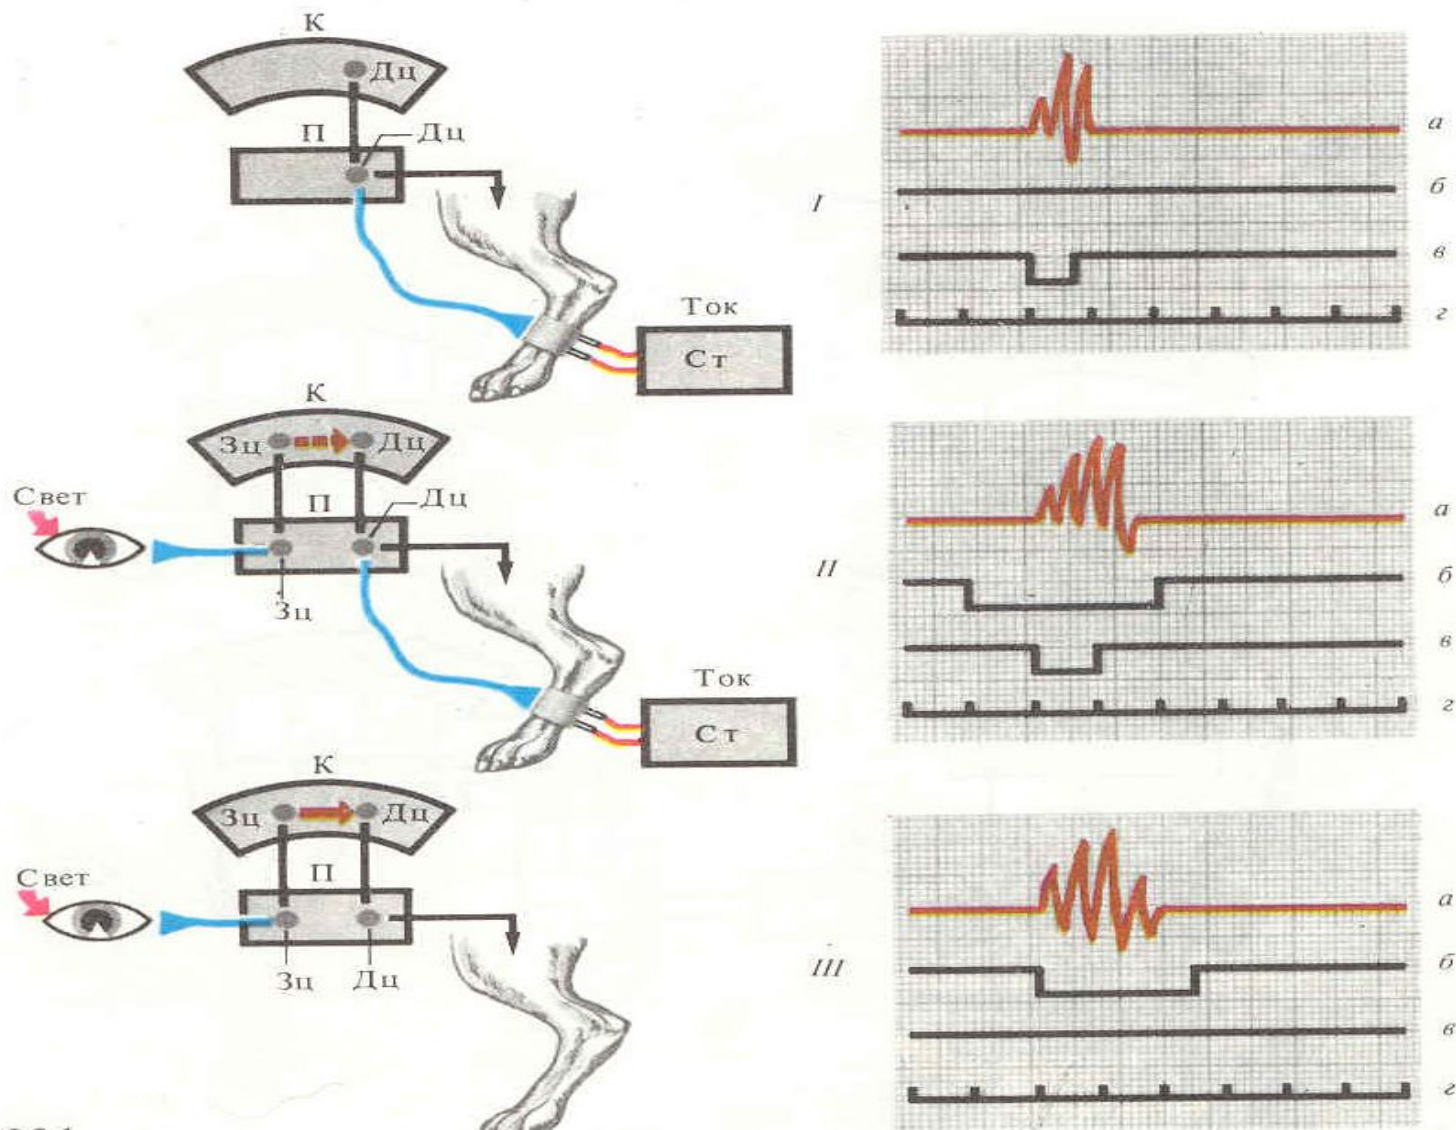 К
Дц
П
Дц
Ток
Ст
I
а
б
в
г
К
Зц Дц
Свет
П
Дц
Зц
Ток
Ст
II
а
б
в
г
К
Зц Дц
Свет
П
Зц Дц
III
а
б
в
г